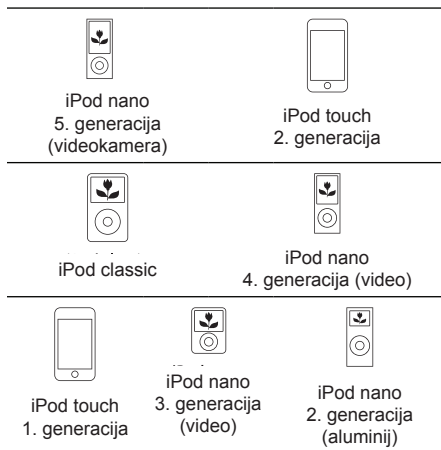 iPod nano
5. generacija
(videokamera)
iPod touch
2. generacija
iPod classic
iPod nano
4. generacija (video)
iPod touch
1. generacija
iPod nano
3. generacija
(video)
iPod nano
2. generacija
(aluminij)